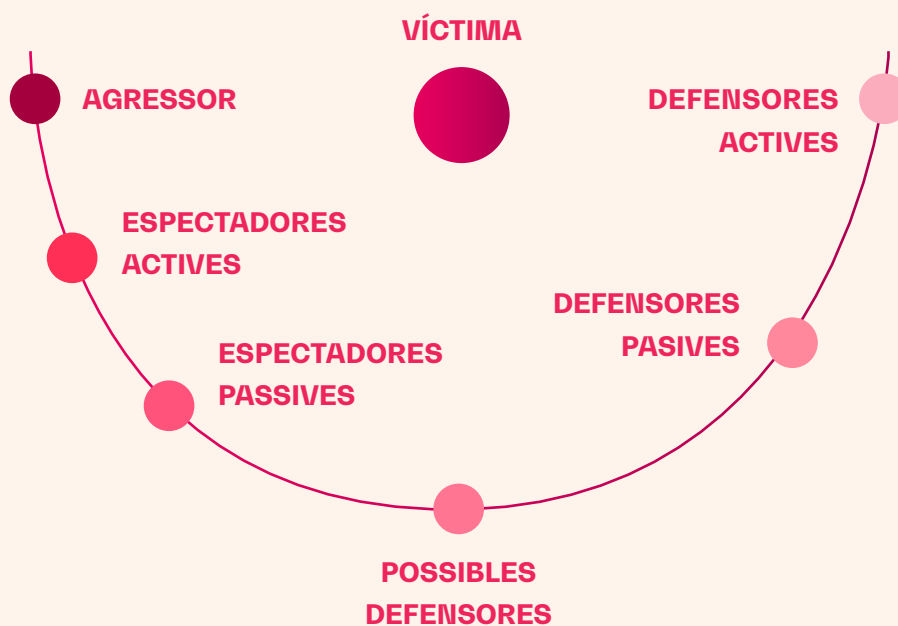 VÍCTIMA
AGRESSOR
DEFENSORES
ACTIVES
ESPECTADORES
ACTIVES
DEFENSORES
PASIVES
ESPECTADORES
PASSIVES
POSSIBLES
DEFENSORES